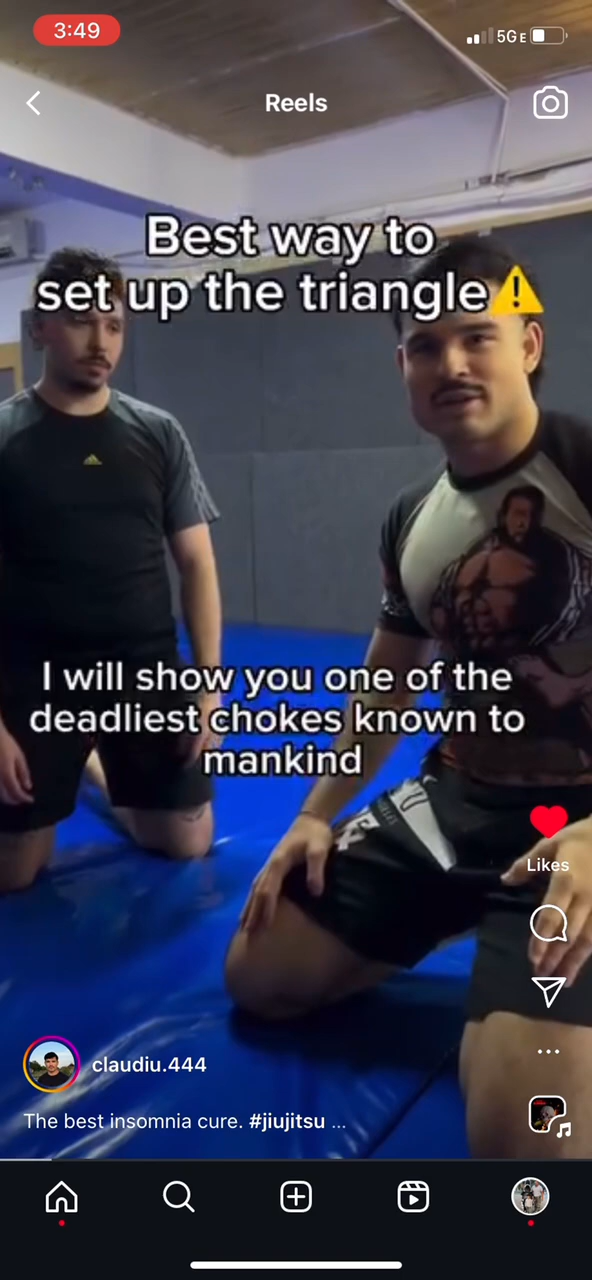 3:49
5GE
Reels
Best way to
set up the triangle⚠️
I will show you one of the
deadliest chokes known to
mankind
Likes
claudiu.444
The best insomnia cure. #jiujitsu ...